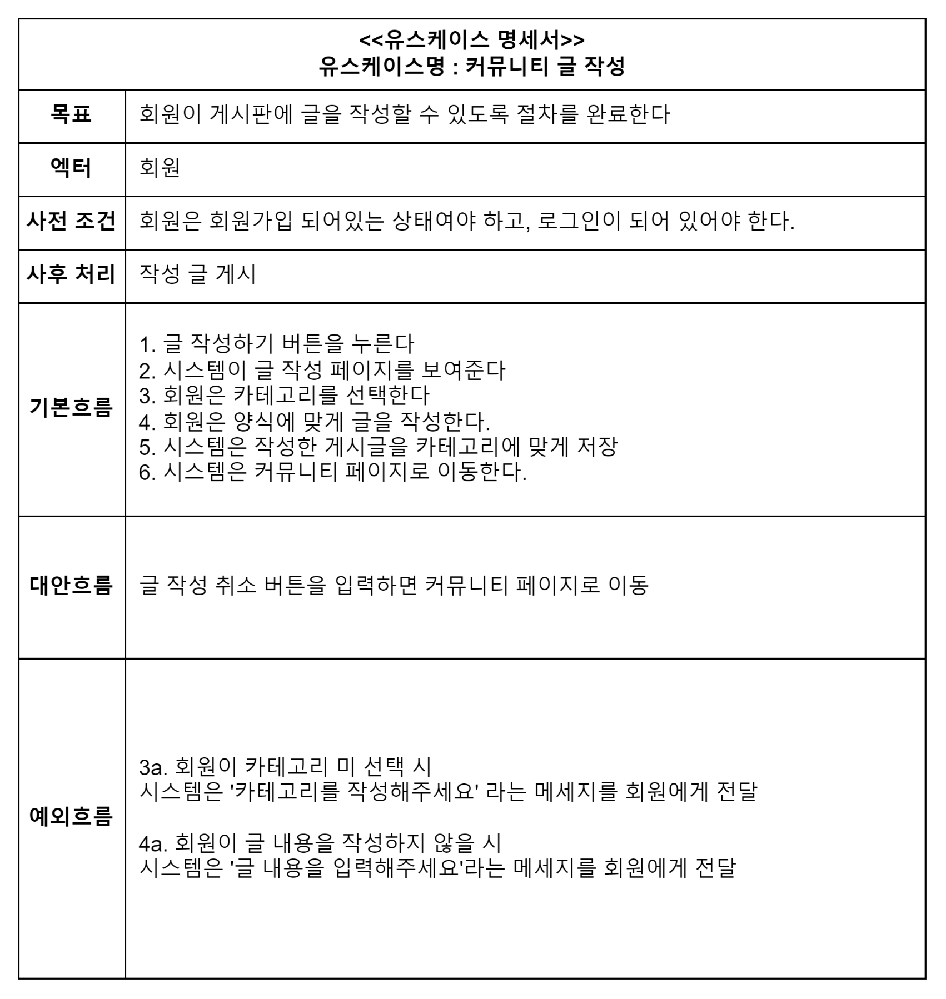 <<유스케이스 명세서>>
유스케이스명 : 커뮤니티 글 작성
목표
회원이 게시판에 글을 작성할 수 있도록 절차를 완료한다
엑터
회원
사전 조건
회원은 회원가입 되어있는 상태여야 하고, 로그인이 되어 있어야 한다.
사후 처리
작성 글 게시
기본흐름
1. 글 작성하기 버튼을 누른다
2. 시스템이 글 작성 페이지를 보여준다
3. 회원은 카테고리를 선택한다
4. 회원은 양식에 맞게 글을 작성한다.
5. 시스템은 작성한 게시글을 카테고리에 맞게 저장
6. 시스템은 커뮤니티 페이지로 이동한다.
대안흐름
글 작성 취소 버튼을 입력하면 커뮤니티 페이지로 이동
예외흐름
3a. 회원이 카테고리 미 선택 시
시스템은 '카테고리를 작성해주세요' 라는 메세지를 회원에게 전달
4a. 회원이 글 내용을 작성하지 않을 시
시스템은 '글 내용을 입력해주세요'라는 메세지를 회원에게 전달